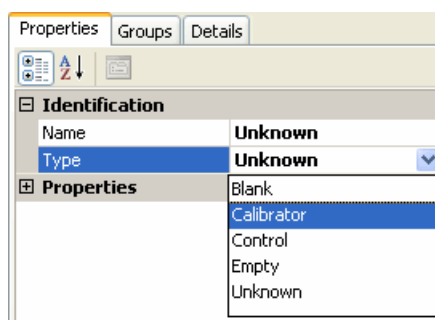 Properties Groups Details
Identification
Name Unknown
Type Unknown
Properties
Blank
Calibrator
Control
Empty
Unknown